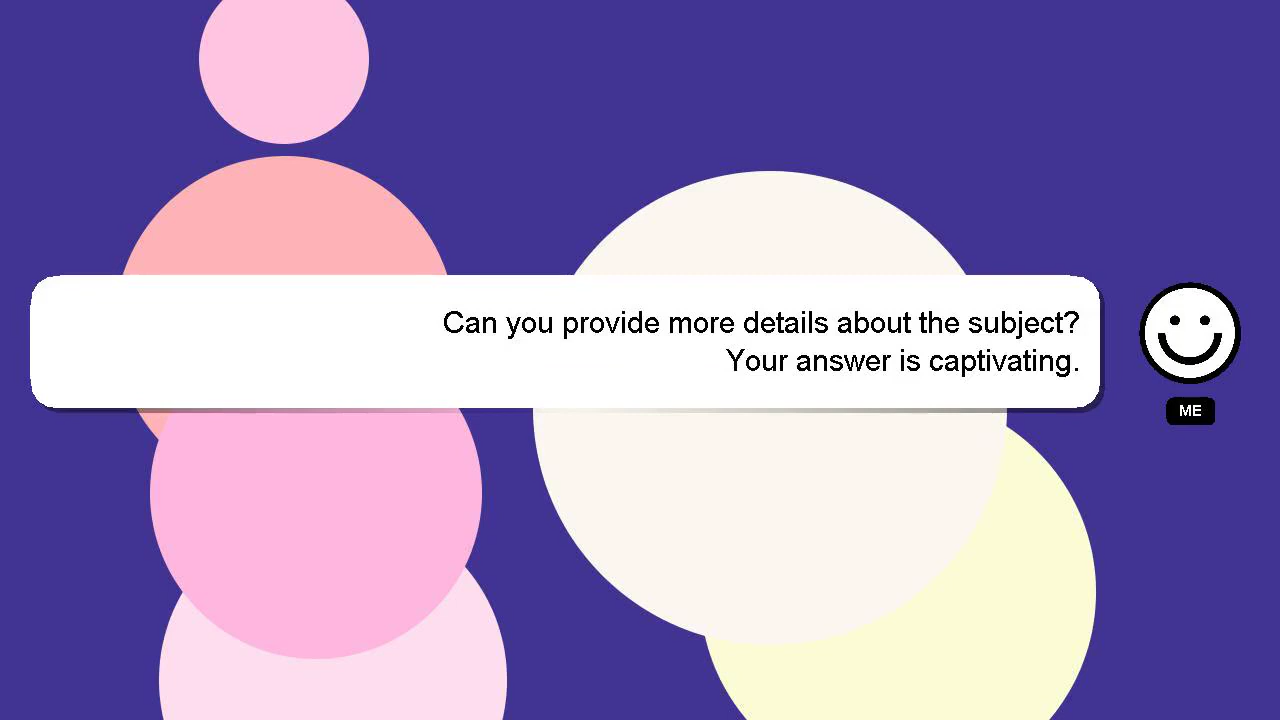 Can you provide more details about the subject?
Your answer is captivating.
ME